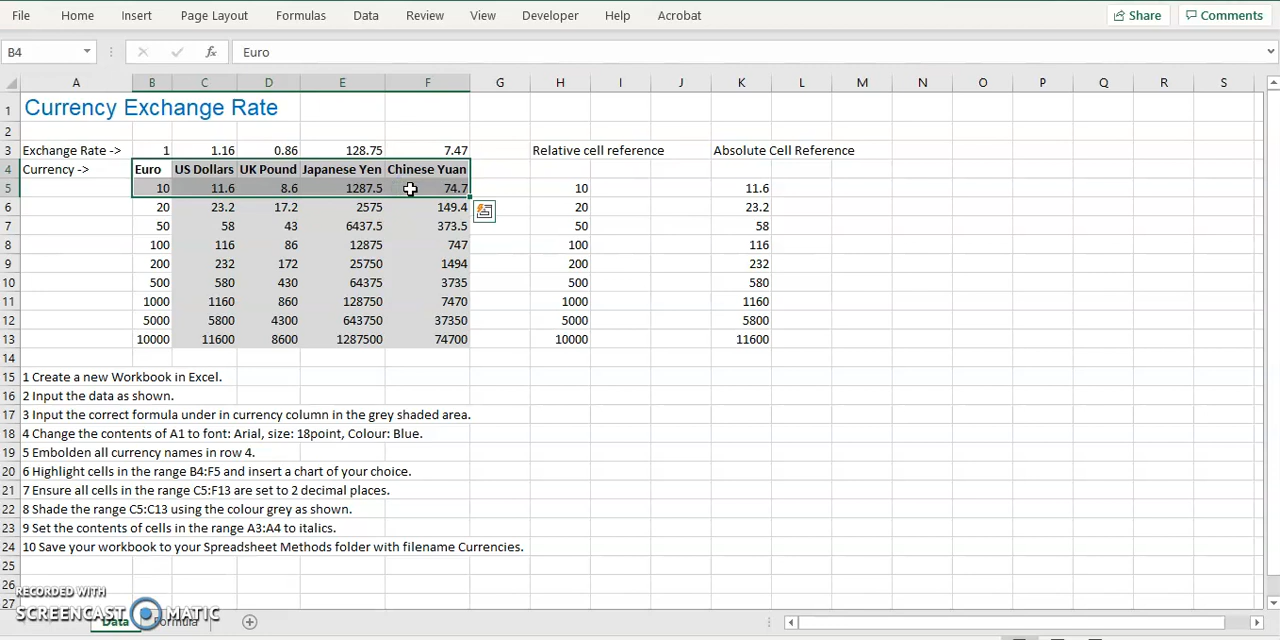 File Home Insert Page Layout Formulas Data Review View Developer Help Acrobat Share Comments
B4 fx Euro
A B C D E F G H I J K L M N O P Q R S
1 Currency Exchange Rate
2
3 Exchange Rate -> 1 1.16 0.86 128.75 7.47 Relative cell reference Absolute Cell Reference
4 Currency -> Euro US Dollars UK Pound Japanese Yen Chinese Yuan
5 10 11.6 8.6 1287.5 74.7 10 11.6
6 20 23.2 17.2 2575 149.4 20 23.2
7 50 58 43 6437.5 373.5 50 58
8 100 116 86 12875 747 100 116
9 200 232 172 25750 1494 200 232
10 500 580 430 64375 3735 500 580
11 1000 1160 860 128750 7470 1000 1160
12 5000 5800 4300 643750 37350 5000 5800
13 10000 11600 8600 1287500 74700 10000 11600
14
15 1 Create a new Workbook in Excel.
16 2 Input the data as shown.
17 3 Input the correct formula under in currency column in the grey shaded area.
18 4 Change the contents of A1 to font: Arial, size: 18point, Colour: Blue.
19 5 Embolden all currency names in row 4.
20 6 Highlight cells in the range B4:F5 and insert a chart of your choice.
21 7 Ensure all cells in the range C5:F13 are set to 2 decimal places.
22 8 Shade the range C5:C13 using the colour grey as shown.
23 9 Set the contents of cells in the range A3:A4 to italics.
24 10 Save your workbook to your Spreadsheet Methods folder with filename Currencies.
25
26
27
RECORDED WITH
SCREENCAST MATIC
Data Formula